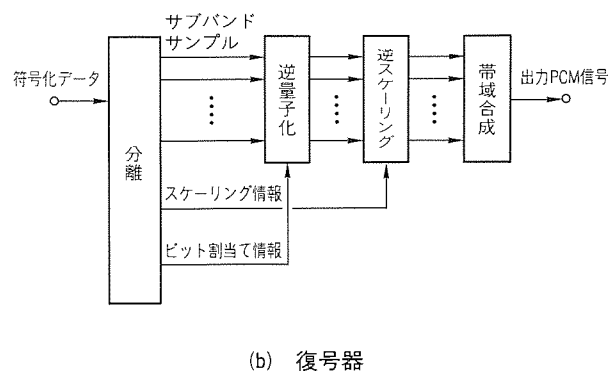 サブバンド
サンプル
符号化データ
分離
逆量子化
逆スケーリング
帯域合成
出力PCM信号
スケーリング情報
ビット割当て情報
(b) 復号器